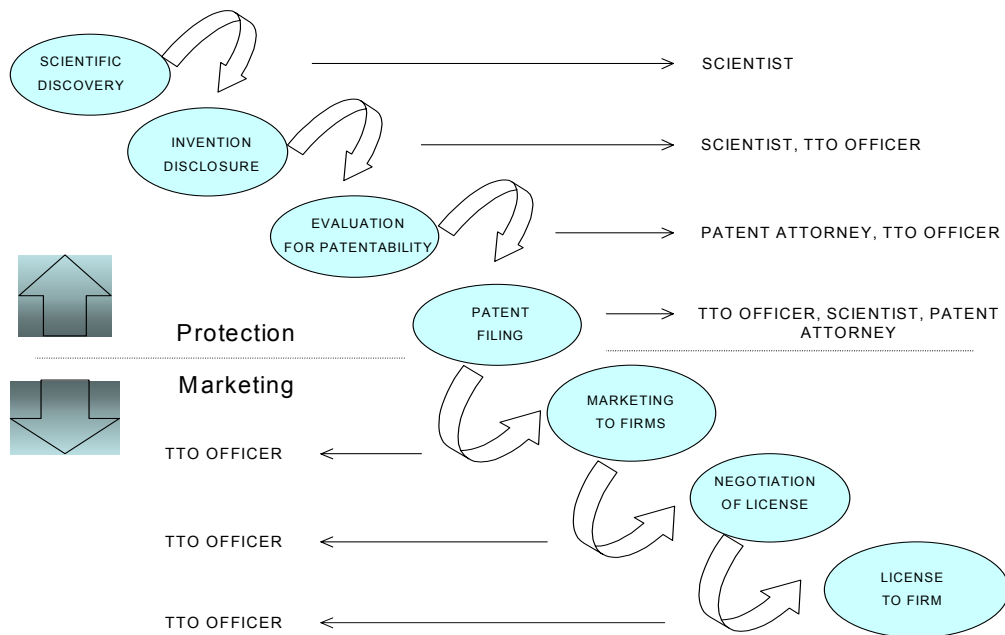 SCIENTIFIC
DISCOVERY
SCIENTIST
INVENTION
DISCLOSURE
SCIENTIST, TTO OFFICER
EVALUATION
FOR PATENTABILITY
PATENT ATTORNEY, TTO OFFICER
PATENT
FILING
TTO OFFICER, SCIENTIST, PATENT
ATTORNEY
Protection
Marketing
MARKETING
TO FIRMS
TTO OFFICER
NEGOTIATION
OF LICENSE
TTO OFFICER
LICENSE
TO FIRM
TTO OFFICER